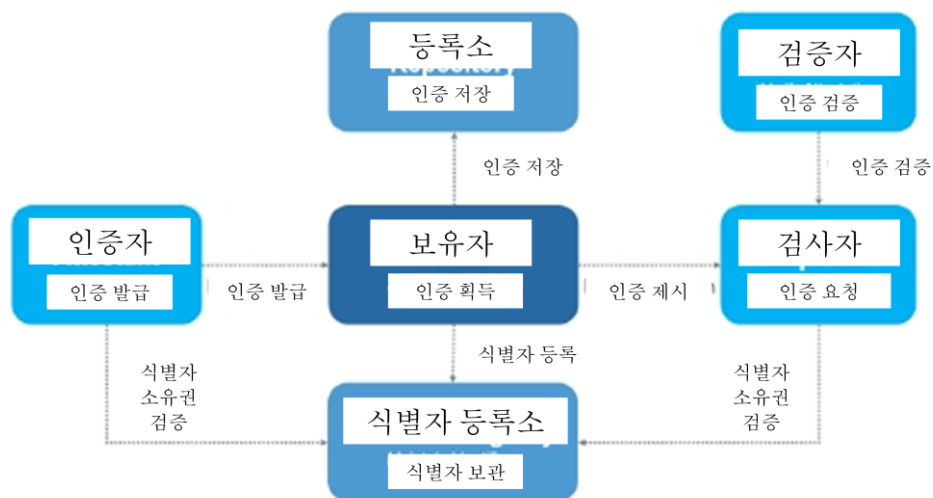 등록소
인증 저장
검증자
인증 검증
인증 저장
인증 검증
인증자
인증 발급
인증 발급
보유자
인증 획득
인증 제시
검사자
인증 요청
식별자 등록
식별자
소유권
검증
식별자
소유권
검증
식별자 등록소
식별자 보관